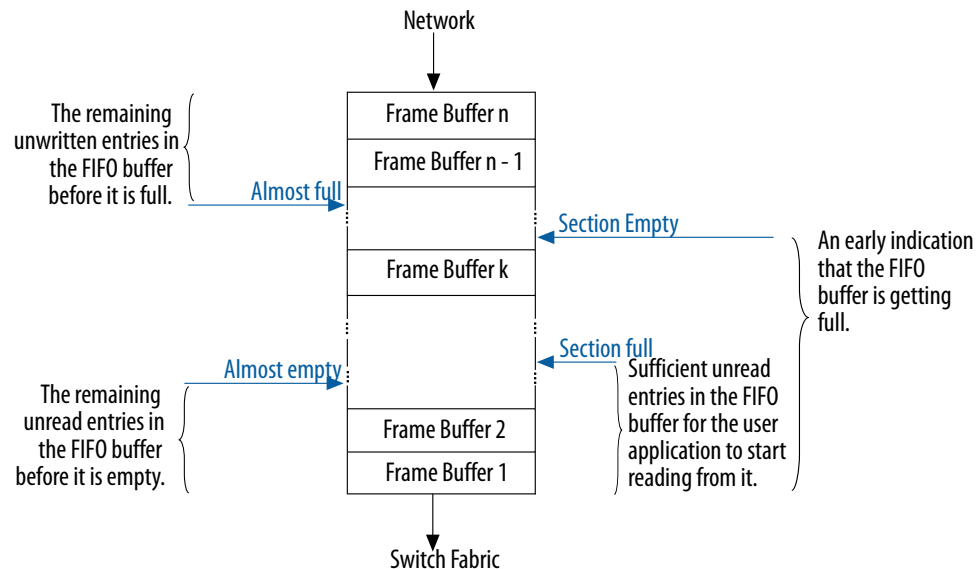 Network
The remaining
unwritten entries in
the FIFO buffer
before it is full.
Frame Buffer n
Frame Buffer n - 1
Almost full
Section Empty
An early indication
that the FIFO
buffer is getting
full.
Frame Buffer k
Section full
Almost empty
Sufficient unread
entries in the FIFO
buffer for the user
application to start
reading from it.
The remaining
unread entries in
the FIFO buffer
before it is empty.
Frame Buffer 2
Frame Buffer 1
Switch Fabric